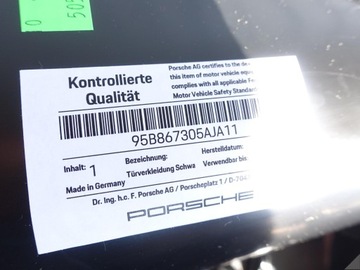 Kontrollierte
Qualität
Porsche AG certifies to the
this item of motor vehicle
complies with all applicable
Motor Vehicle Safety Standard
95B867305AJA11
Inhalt: 1
Bezeichnung:
Herstelldatum:
Made in Germany
Türverkleidung Schwa
Verwendbar bis
Dr. Ing. h.c. F. Porsche AG / Porscheplatz 1 / D-704
PORSCHE